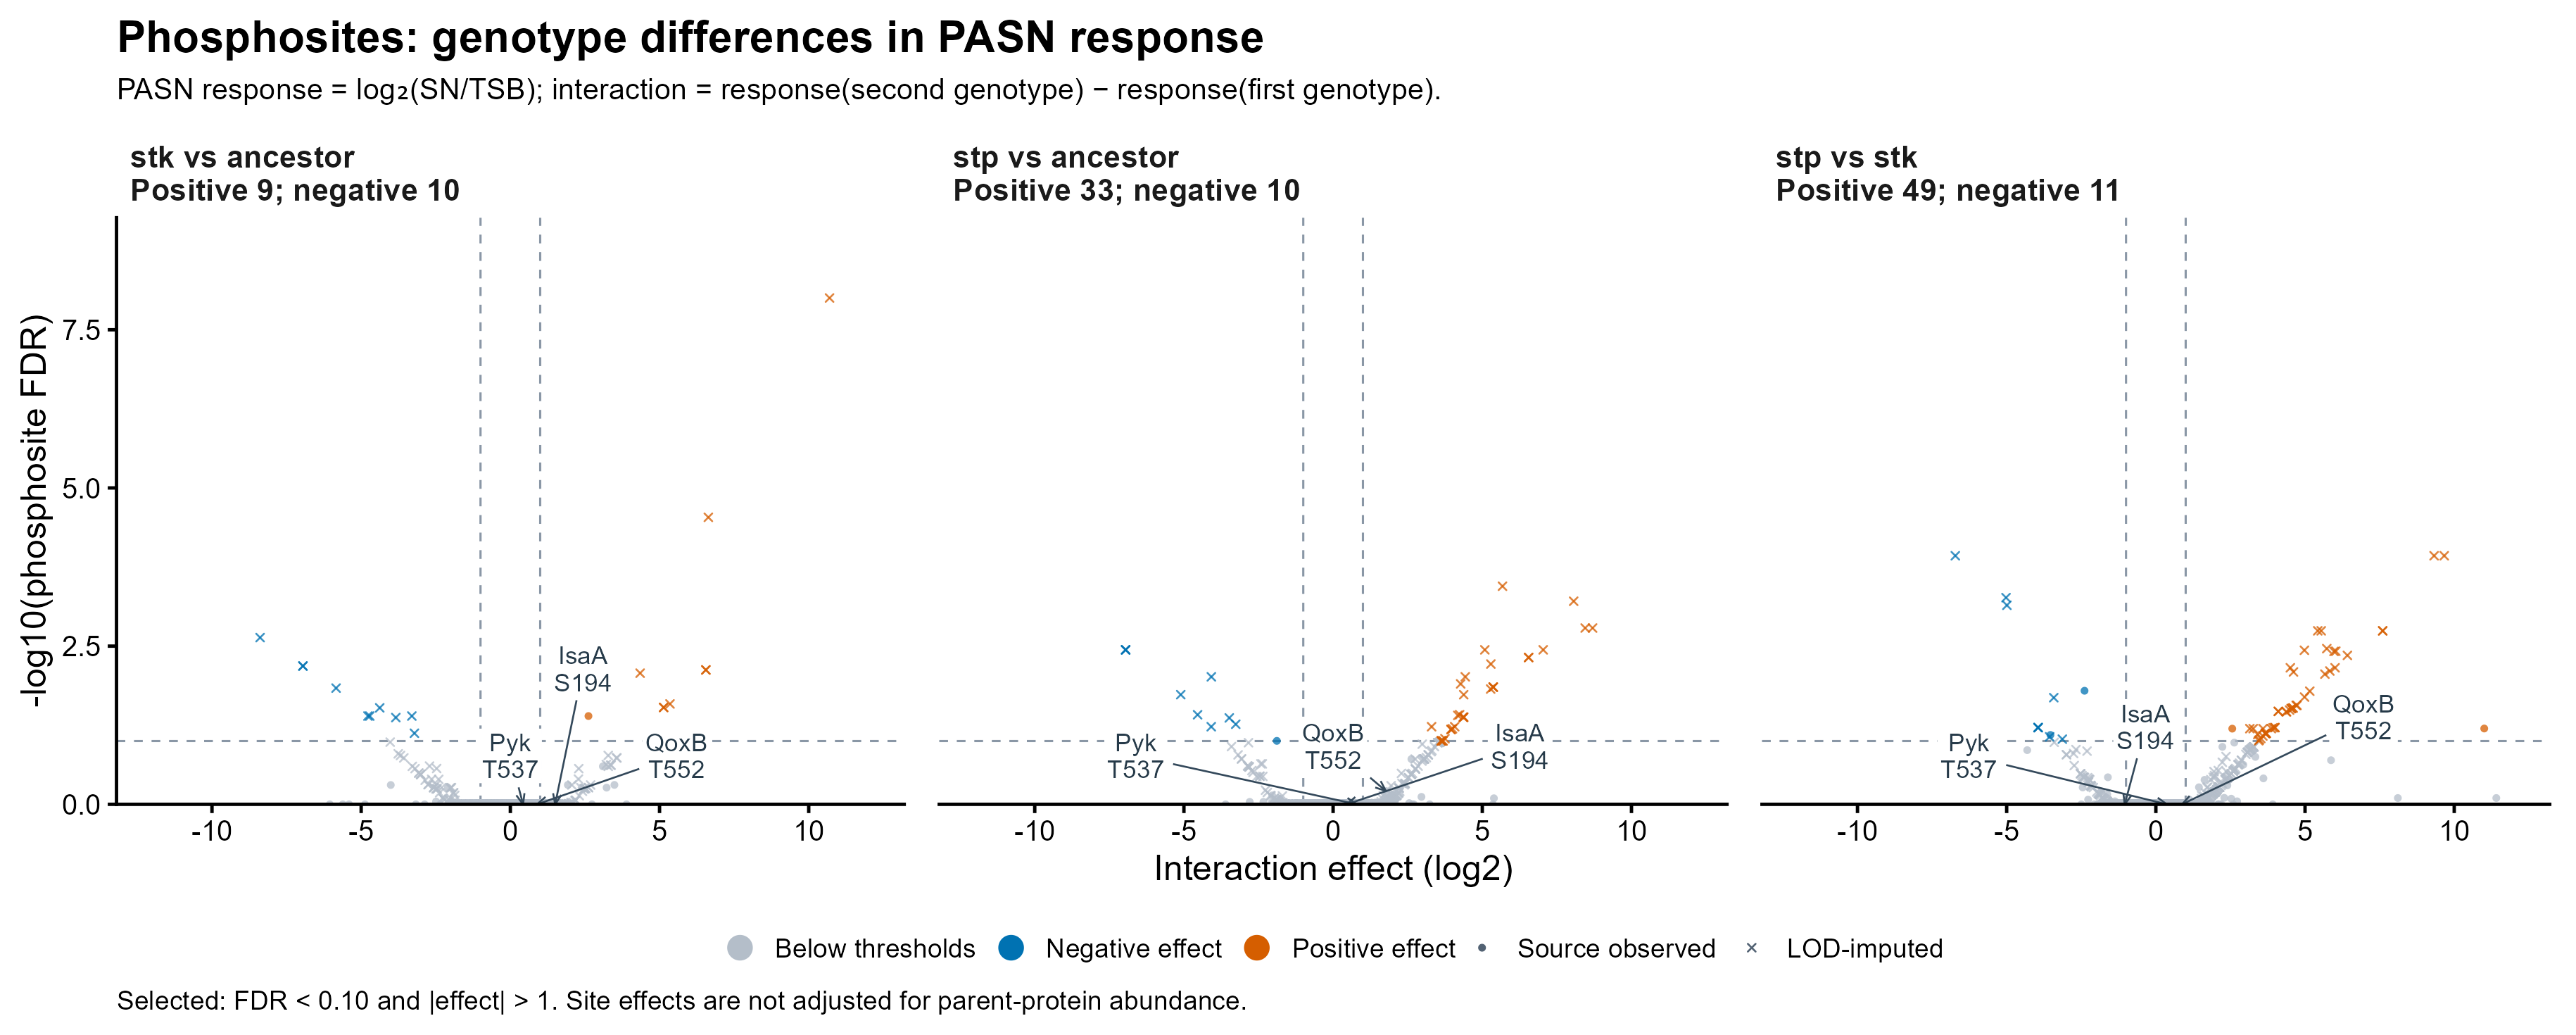 Phosphosites: genotype differences in PASN response
PASN response = log₂(SN/TSB); interaction = response(second genotype) − response(first genotype).
stk vs ancestor
Positive 9; negative 10
stp vs ancestor
Positive 33; negative 10
stp vs stk
Positive 49; negative 11
-log10(phosphosite FDR)
7.5
5.0
2.5
0.0
IsaA
S194
Pyk
T537
QoxB
T552
Pyk
T537
QoxB
T552
IsaA
S194
Pyk
T537
IsaA
S194
QoxB
T552
-10 -5 0 5 10
-10 -5 0 5 10
-10 -5 0 5 10
Interaction effect (log2)
Below thresholds Negative effect Positive effect Source observed LOD-imputed
Selected: FDR < 0.10 and |effect| > 1. Site effects are not adjusted for parent-protein abundance.